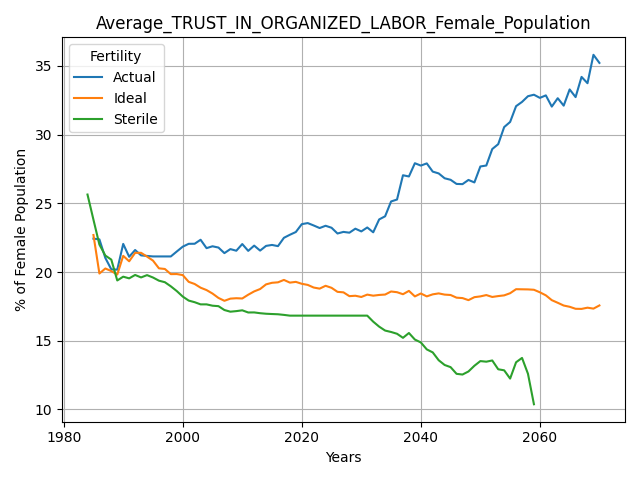 Average_TRUST_IN_ORGANIZED_LABOR_Female_Population
Fertility
Actual
Ideal
Sterile
% of Female Population
35
30
25
20
15
10
1980
2000
2020
2040
2060
Years